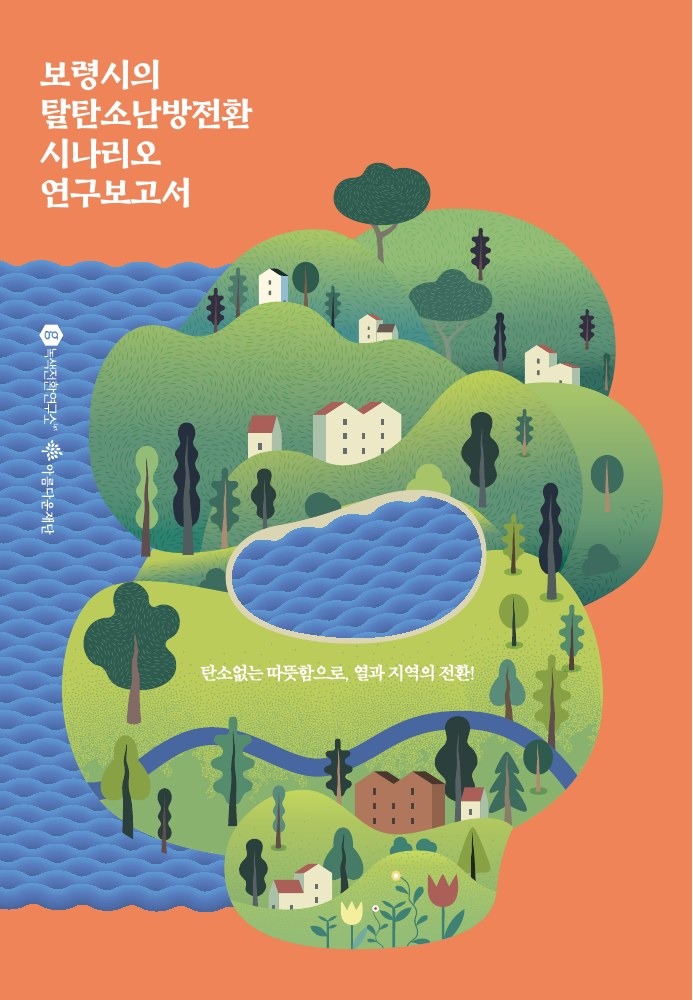 보령시의
탈탄소난방전환
시나리오
연구보고서
녹색전환연구소
아름다운재단
탄소없는 따뜻함으로, 열과 지역의 전환!